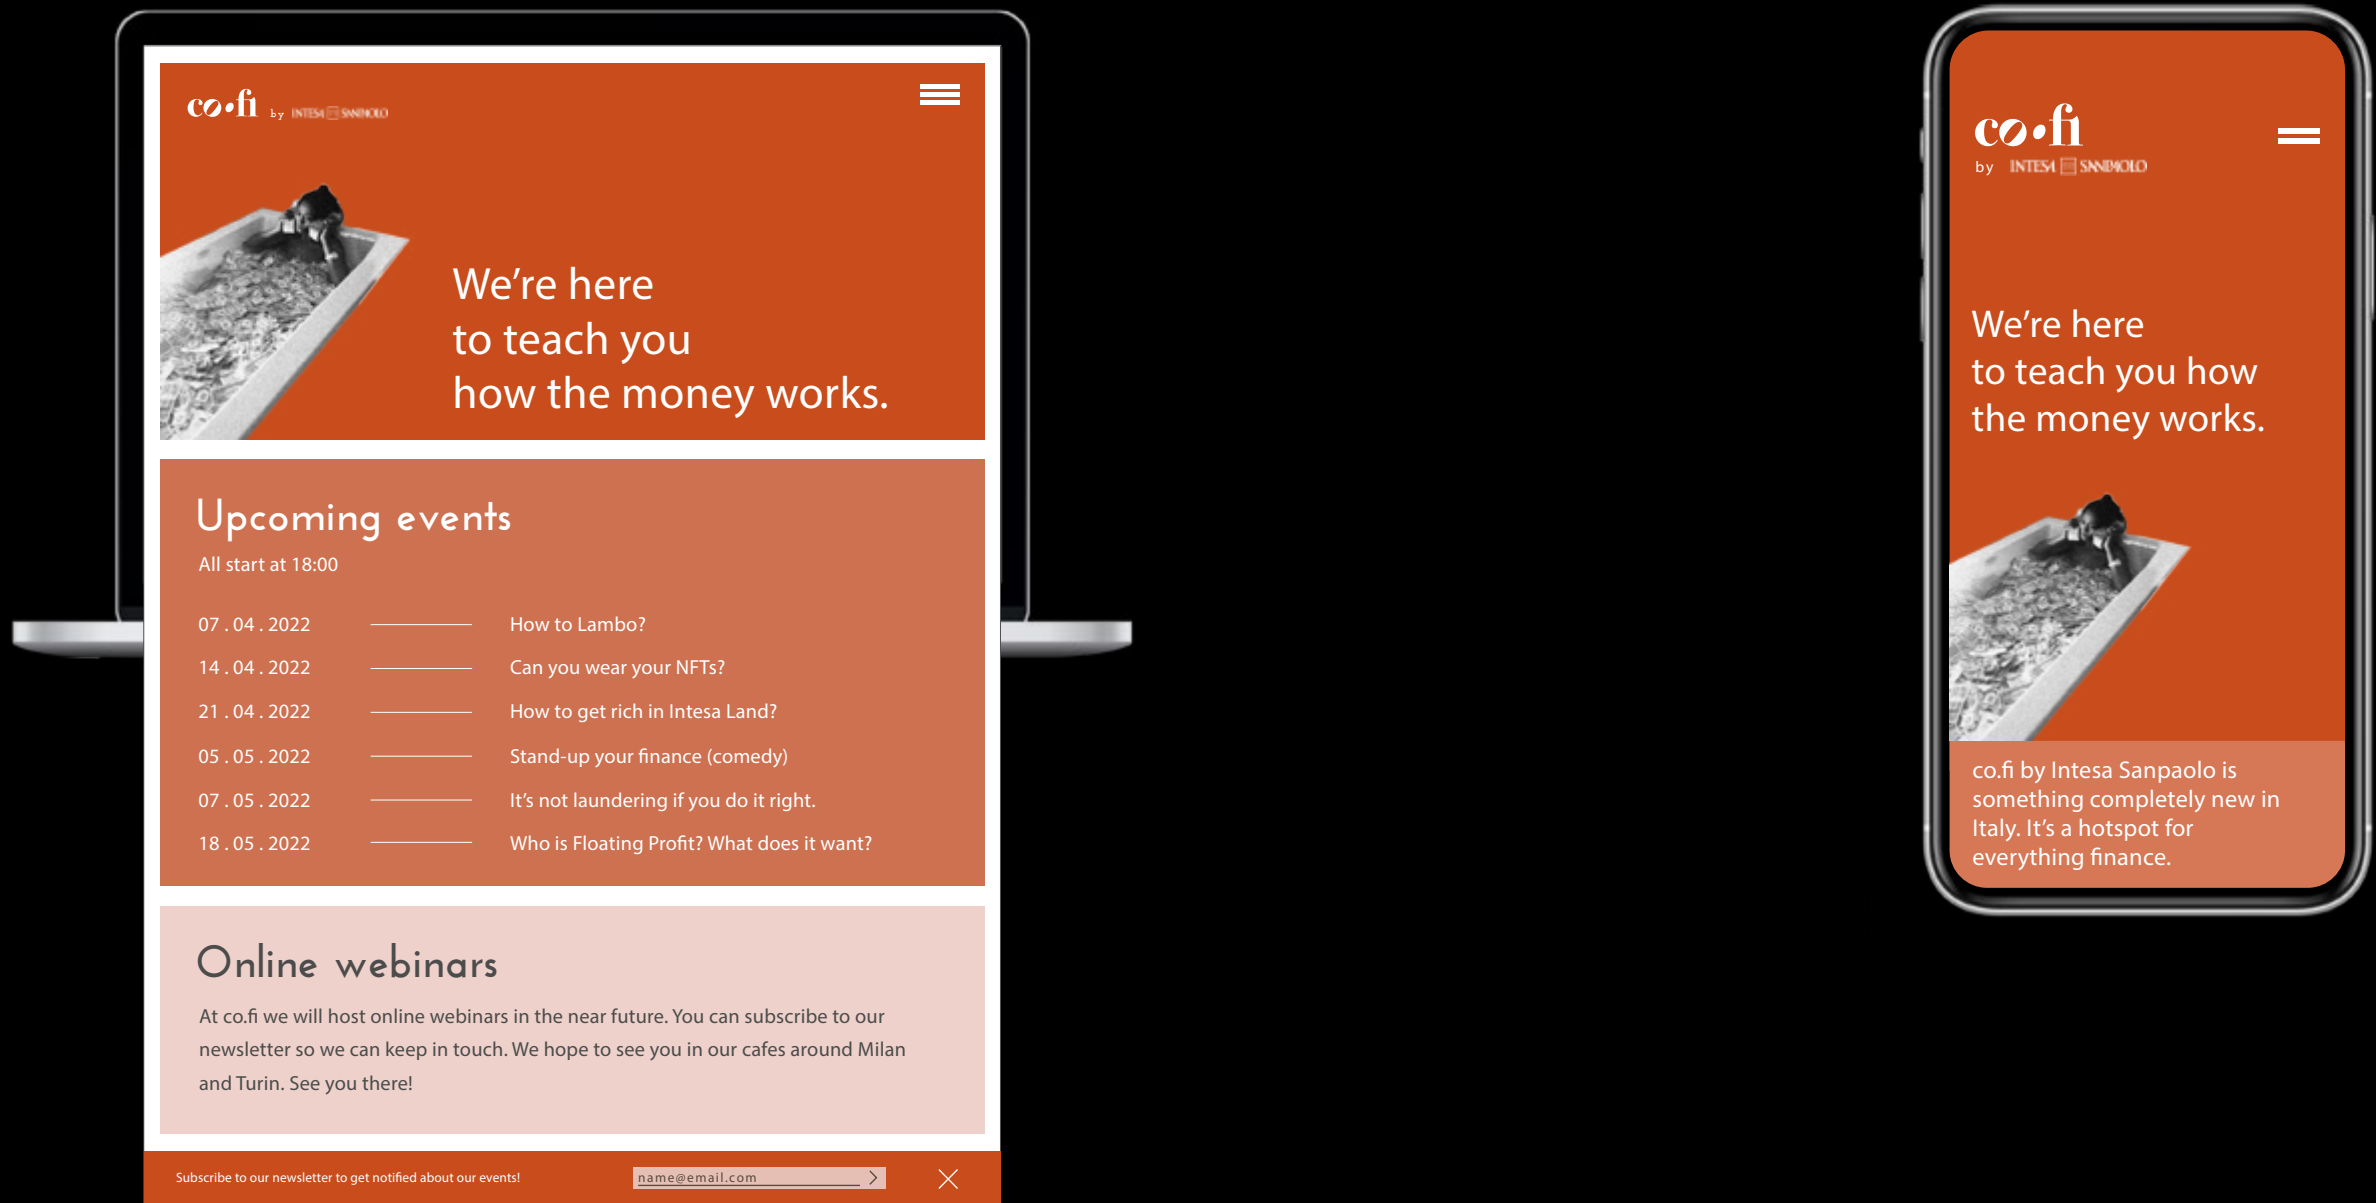 co.fi
by INTESA SANPAOLO
We’re here
to teach you
how the money works.
Upcoming events
All start at 18:00
07 . 04 . 2022 How to Lambo?
14 . 04 . 2022 Can you wear your NFTs?
21 . 04 . 2022 How to get rich in Intesa Land?
05 . 05 . 2022 Stand-up your finance (comedy)
07 . 05 . 2022 It’s not laundering if you do it right.
18 . 05 . 2022 Who is Floating Profit? What does it want?
Online webinars
At co.fi we will host online webinars in the near future. You can subscribe to our
newsletter so we can keep in touch. We hope to see you in our cafes around Milan
and Turin. See you there!
Subscribe to our newsletter to get notified about our events!
name@email.com
co.fi
by INTESA SANPAOLO
We’re here
to teach you how
the money works.
co.fi by Intesa Sanpaolo is
something completely new in
Italy. It’s a hotspot for
everything finance.